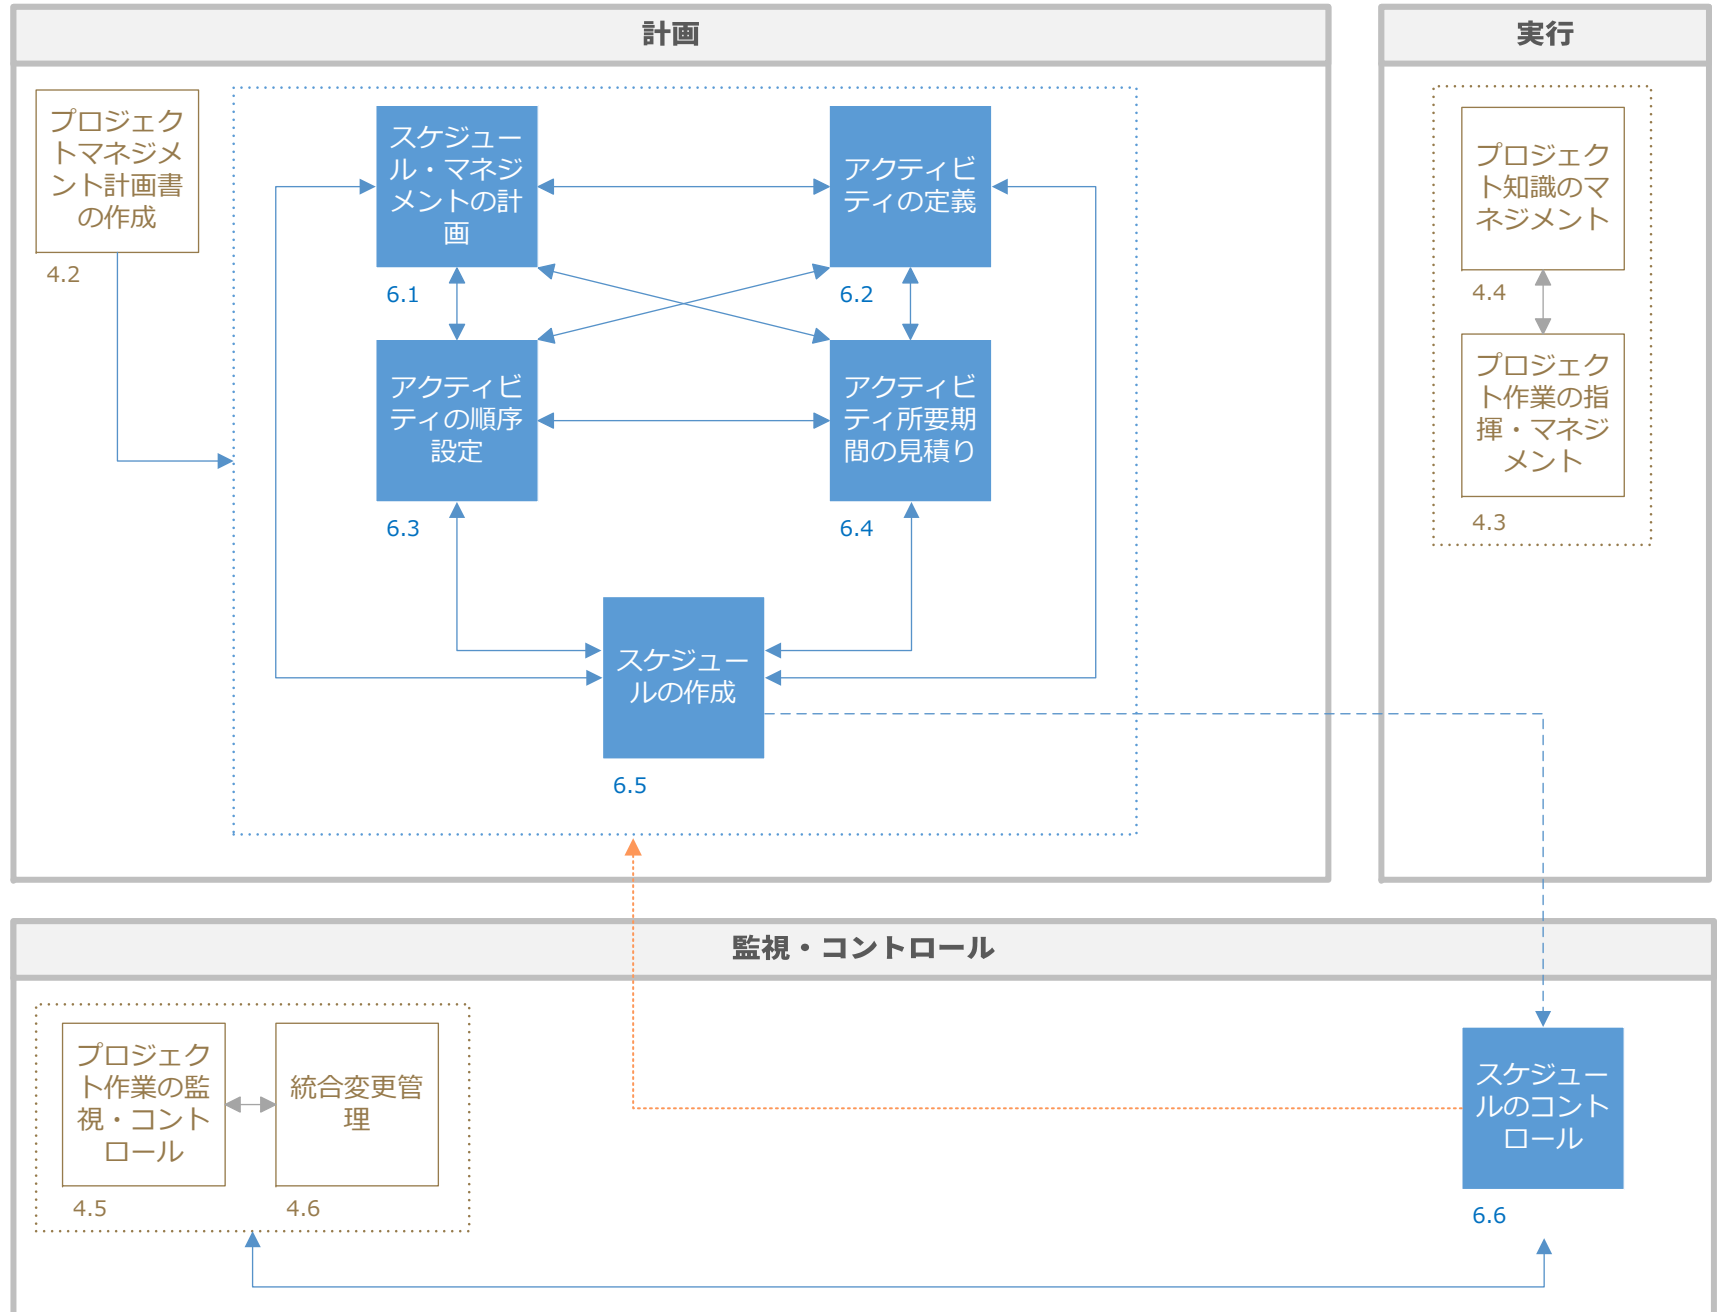 計画
プロジェク
トマネジメ
ント計画書
の作成
4.2
スケジュー
ル・マネジ
メントの計
画
6.1
アクティビ
ティの定義
6.2
アクティビ
ティの順序
設定
6.3
アクティビ
ティ所要期
間の見積り
6.4
スケジュー
ルの作成
6.5
実行
プロジェク
ト知識のマ
ネジメント
4.4
プロジェク
ト作業の指
揮・マネジ
メント
4.3
監視・コントロール
プロジェク
ト作業の監
視・コント
ロール
4.5
統合変更管
理
4.6
スケジュー
ルのコント
ロール
6.6